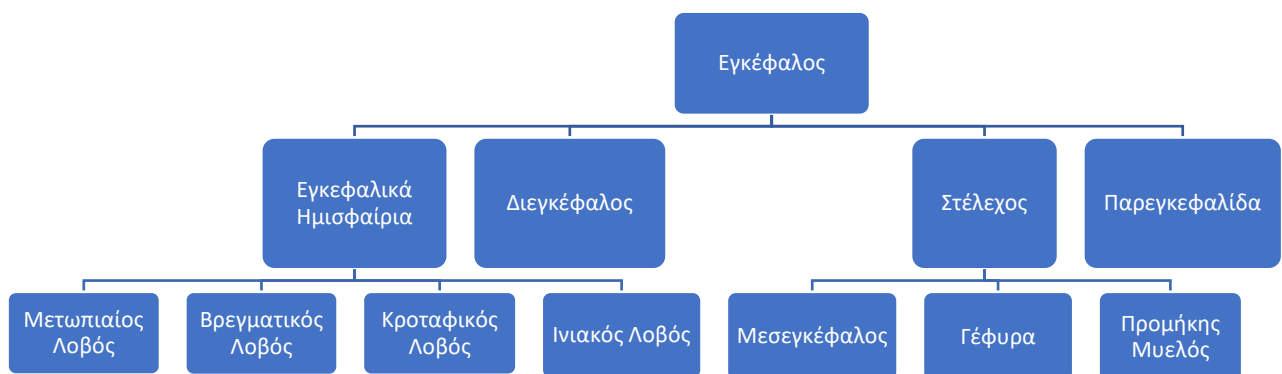 Εγκέφαλος
Εγκεφαλικά
Ημισφαίρια
Διεγκέφαλος
Στέλεχος
Παρεγκεφαλίδα
Μετωπιαίος
Λοβός
Βρεγματικός
Λοβός
Κροταφικός
Λοβός
Ινιακός Λοβός
Μεσεγκέφαλος
Γέφυρα
Προμήκης
Μυελός